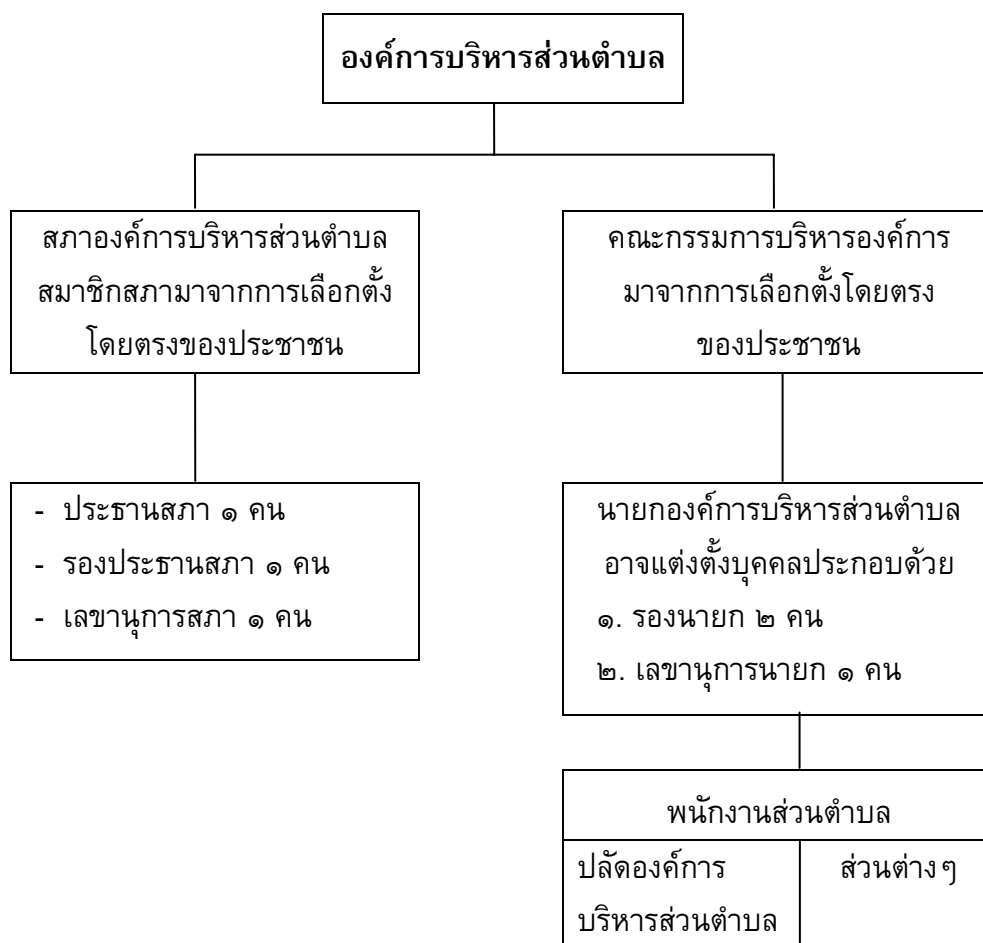 องค์การบริหารส่วนตำบล
สภาองค์การบริหารส่วนตำบล
สมาชิกสภามาจากการเลือกตั้ง
โดยตรงของประชาชน
คณะกรรมการบริหารองค์การ
มาจากการเลือกตั้งโดยตรง
ของประชาชน
- ประธานสภา ๑ คน
- รองประธานสภา ๑ คน
- เลขานุการสภา ๑ คน
นายกองค์การบริหารส่วนตำบล
อาจแต่งตั้งบุคคลประกอบด้วย
๑. รองนายก ๒ คน
๒. เลขานุการนายก ๑ คน
พนักงานส่วนตำบล
ปลัดองค์การ
บริหารส่วนตำบล
ส่วนต่างๆ